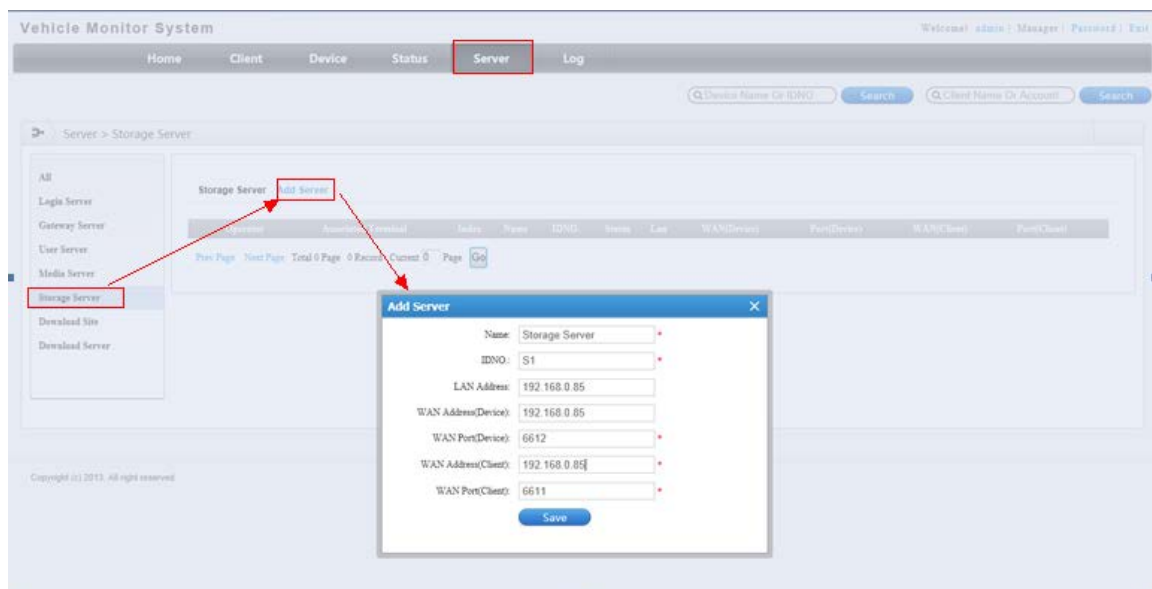 Vehicle Monitor System
Welcome! admin | Manager | Password | Exit
Home Client Device Status Server Log
Device Name Or IDNO. Search Client Name Or Account Search
Server > Storage Server
All
Login Server
Gateway Server
User Server
Media Server
Storage Server
Download Site
Download Server
Storage Server Add Server
Operator Associated Terminal Index Name IDNO. Status Lan WAN(Device) Port(Device) WAN(Client) Port(Client)
Prev Page Next Page Total 0 Page 0 Record Current 0 Page Go
Add Server
Name: Storage Server *
IDNO.: S1 *
LAN Address: 192.168.0.85
WAN Address(Device): 192.168.0.85
WAN Port(Device): 6612 *
WAN Address(Client): 192.168.0.85 *
WAN Port(Client): 6611 *
Save
Copyright (c) 2013. All right reserved